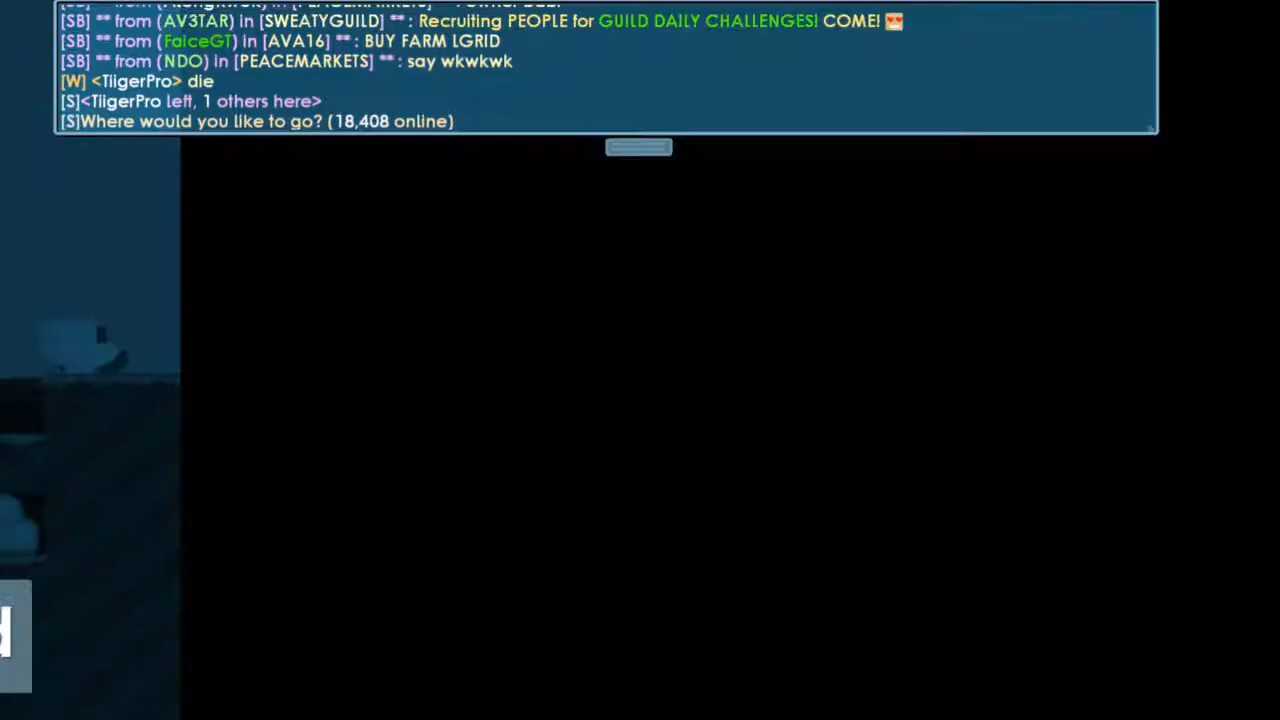 [SB] ** from (AV3TAR) in [SWEATYGUILD] ** : Recruiting PEOPLE for GUILD DAILY CHALLENGES! COME! 😍
[SB] ** from (FaiceGT) in [AVA16] ** : BUY FARM LGRID
[SB] ** from (NDO) in [PEACEMARKETS] ** : say wkwkwk
[W] <TiigerPro> die
[S]<TiigerPro left, 1 others here>
[S]Where would you like to go? (18,408 online)